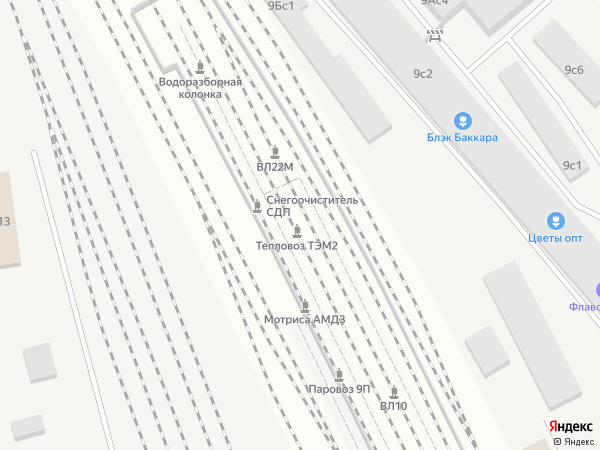 9Бс1
9Ас4
9с2
9с6
Водоразборная
колонка
Блэк Баккара
ВЛ22М
9с1
Снегоочиститель
СДП
13
Тепловоз ТЭМ2
Цветы опт
Мотриса АМД3
Флаво
Паровоз 9П
ВЛ10
Яндекс
© Яндекс